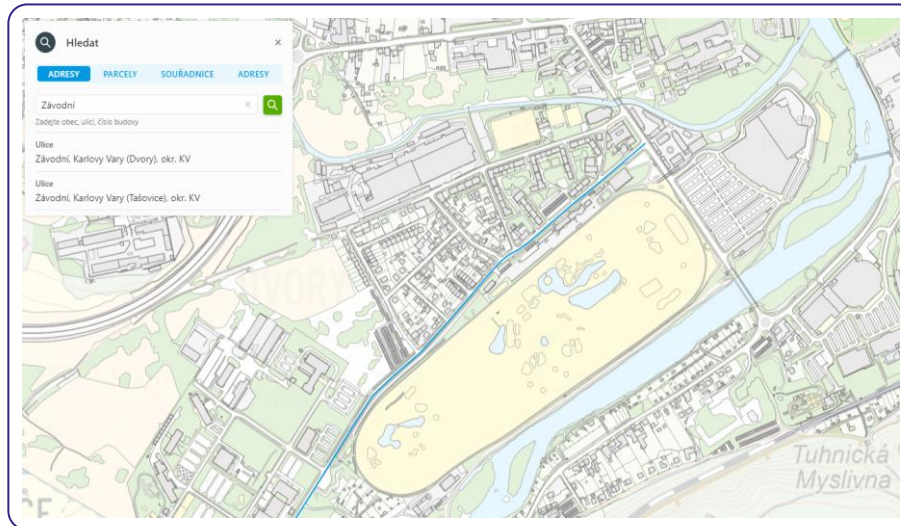 Hledat
ADRESY PARCELY SOUŘADNICE ADRESY
Závodní
Zadejte obec, ulici, číslo budovy
Ulice
Závodní, Karlovy Vary (Dvory), okr. KV
Ulice
Závodní, Karlovy Vary (Tašovice), okr. KV
DVORY
Tuhnická
Myslivna